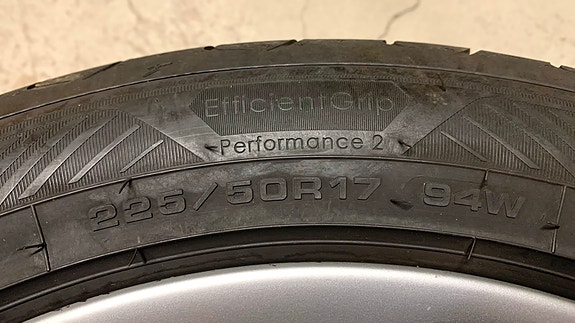 EfficientGrip
Performance 2
225/50R17 94W